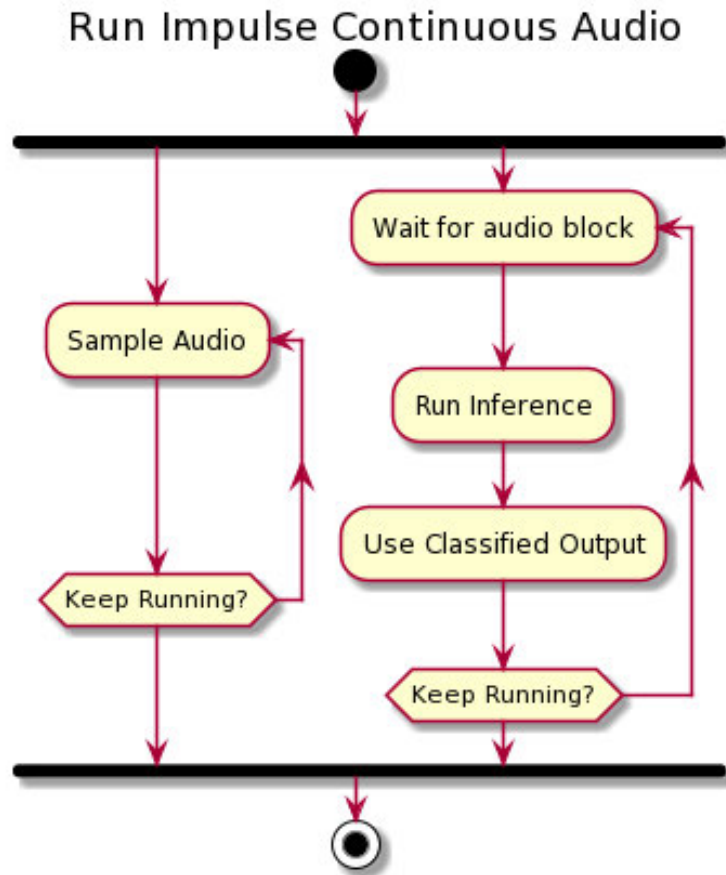 Run Impulse Continuous Audio
Wait for audio block
Sample Audio
Run Inference
Use Classified Output
Keep Running?
Keep Running?